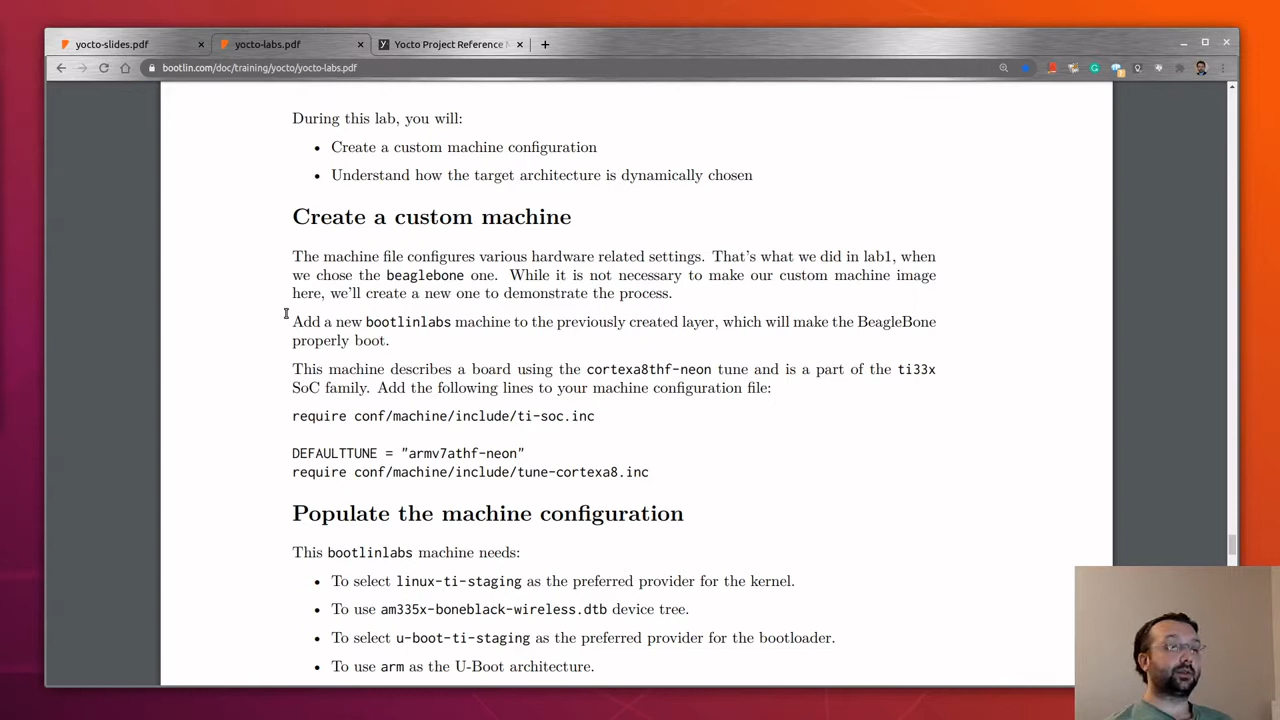 yocto-slides.pdf
yocto-labs.pdf
Yocto Project Reference
bootlin.com/doc/training/yocto/yocto-labs.pdf
During this lab, you will:
• Create a custom machine configuration
• Understand how the target architecture is dynamically chosen
Create a custom machine
The machine file configures various hardware related settings. That's what we did in lab1, when
we chose the beaglebone one. While it is not necessary to make our custom machine image
here, we'll create a new one to demonstrate the process.
Add a new bootlinlabs machine to the previously created layer, which will make the BeagleBone
properly boot.
This machine describes a board using the cortexa8thf-neon tune and is a part of the ti33x
SoC family. Add the following lines to your machine configuration file:
require conf/machine/include/ti-soc.inc
DEFAULTTUNE = "armv7athf-neon"
require conf/machine/include/tune-cortexa8.inc
Populate the machine configuration
This bootlinlabs machine needs:
• To select linux-ti-staging as the preferred provider for the kernel.
• To use am335x-boneblack-wireless.dtb device tree.
• To select u-boot-ti-staging as the preferred provider for the bootloader.
• To use arm as the U-Boot architecture.